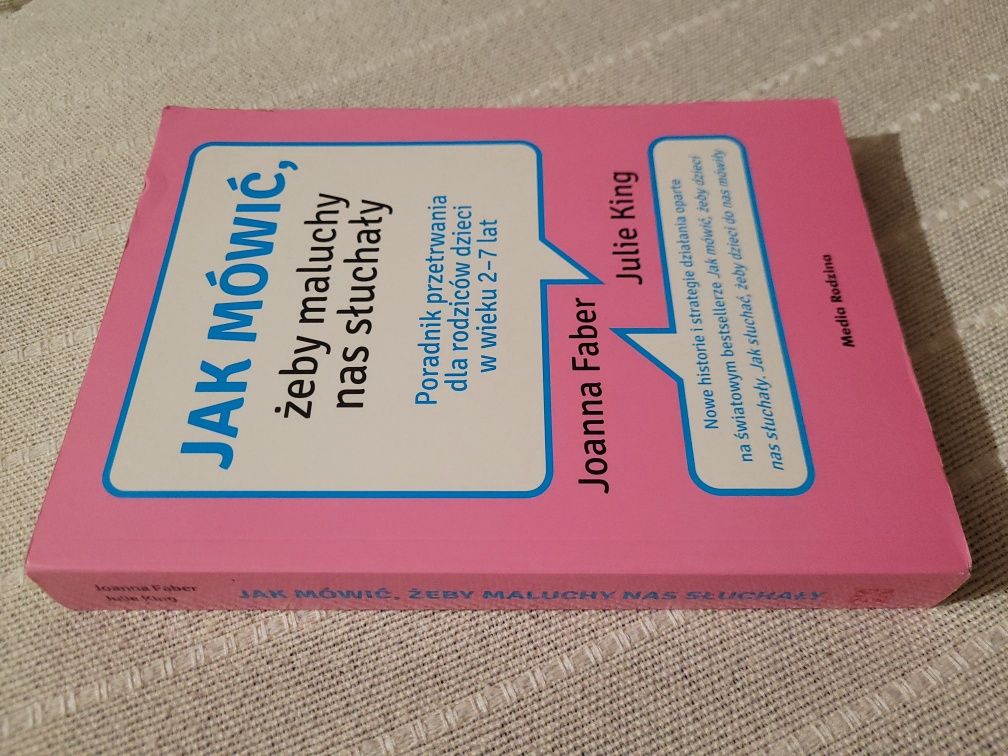 JAK MÓWIĆ,
żeby maluchy
nas słuchały
Poradnik przetrwania
dla rodziców dzieci
w wieku 2–7 lat
Joanna Faber
Julie King
Nowe historie i strategie działania oparte
na światowym bestsellerze Jak mówić, żeby dzieci
nas słuchały. Jak słuchać, żeby dzieci do nas mówiły
Media Rodzina
Joanna Faber
Julie King
JAK MÓWIĆ, ŻEBY MALUCHY NAS SŁUCHAŁY